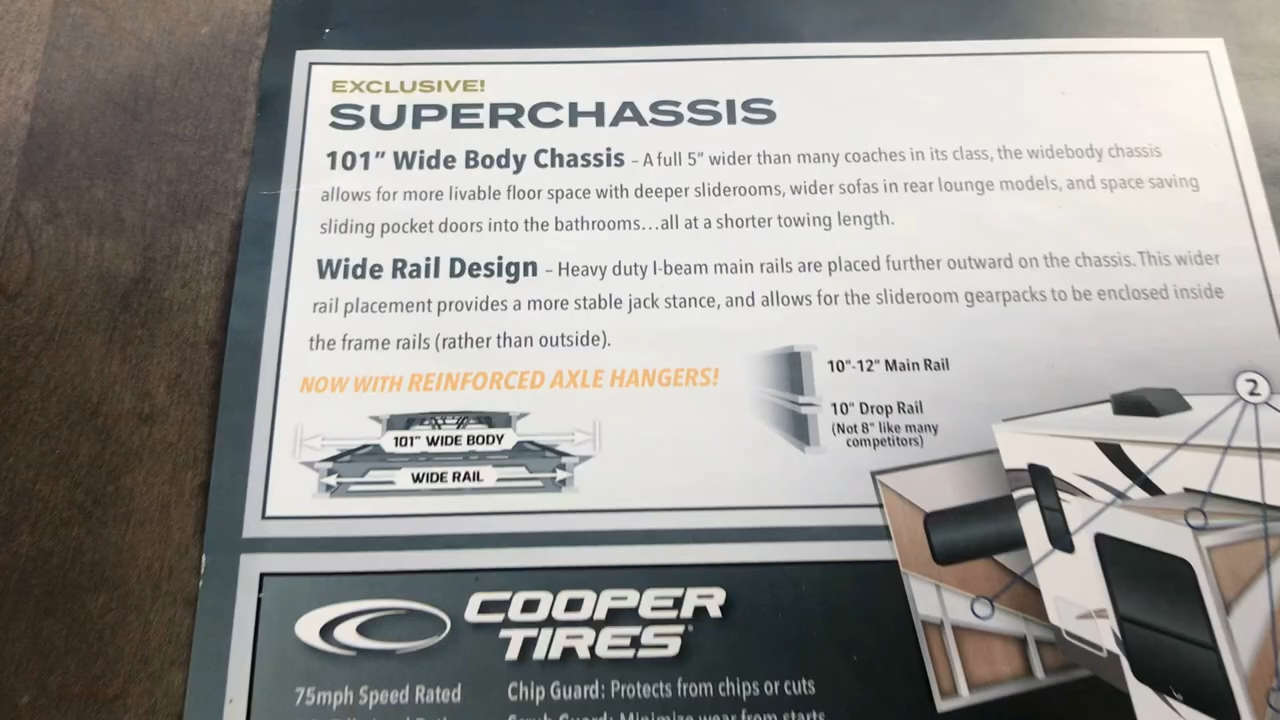 EXCLUSIVE!
SUPERCHASSIS
101" Wide Body Chassis – A full 5" wider than many coaches in its class, the widebody chassis
allows for more livable floor space with deeper sliderooms, wider sofas in rear lounge models, and space saving
sliding pocket doors into the bathrooms...all at a shorter towing length.
Wide Rail Design – Heavy duty I-beam main rails are placed further outward on the chassis. This wider
rail placement provides a more stable jack stance, and allows for the slideroom gearpacks to be enclosed inside
the frame rails (rather than outside).
NOW WITH REINFORCED AXLE HANGERS!
101" WIDE BODY
WIDE RAIL
10"-12" Main Rail
10" Drop Rail
(Not 8" like many
competitors)
2
COOPER
TIRES
75mph Speed Rated
Chip Guard: Protects from chips or cuts
Scrub Guard: Minimize wear from starts